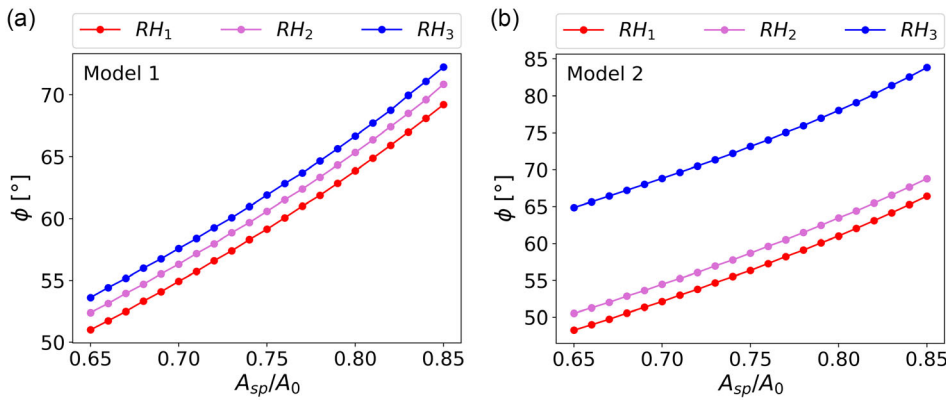 (a)
RH₁ RH₂ RH₃
Model 1
70
65
60
55
50
ϕ [°]
0.65 0.70 0.75 0.80 0.85
A_sp/A₀
(b)
RH₁ RH₂ RH₃
Model 2
85
80
75
70
65
60
55
50
ϕ [°]
0.65 0.70 0.75 0.80 0.85
A_sp/A₀